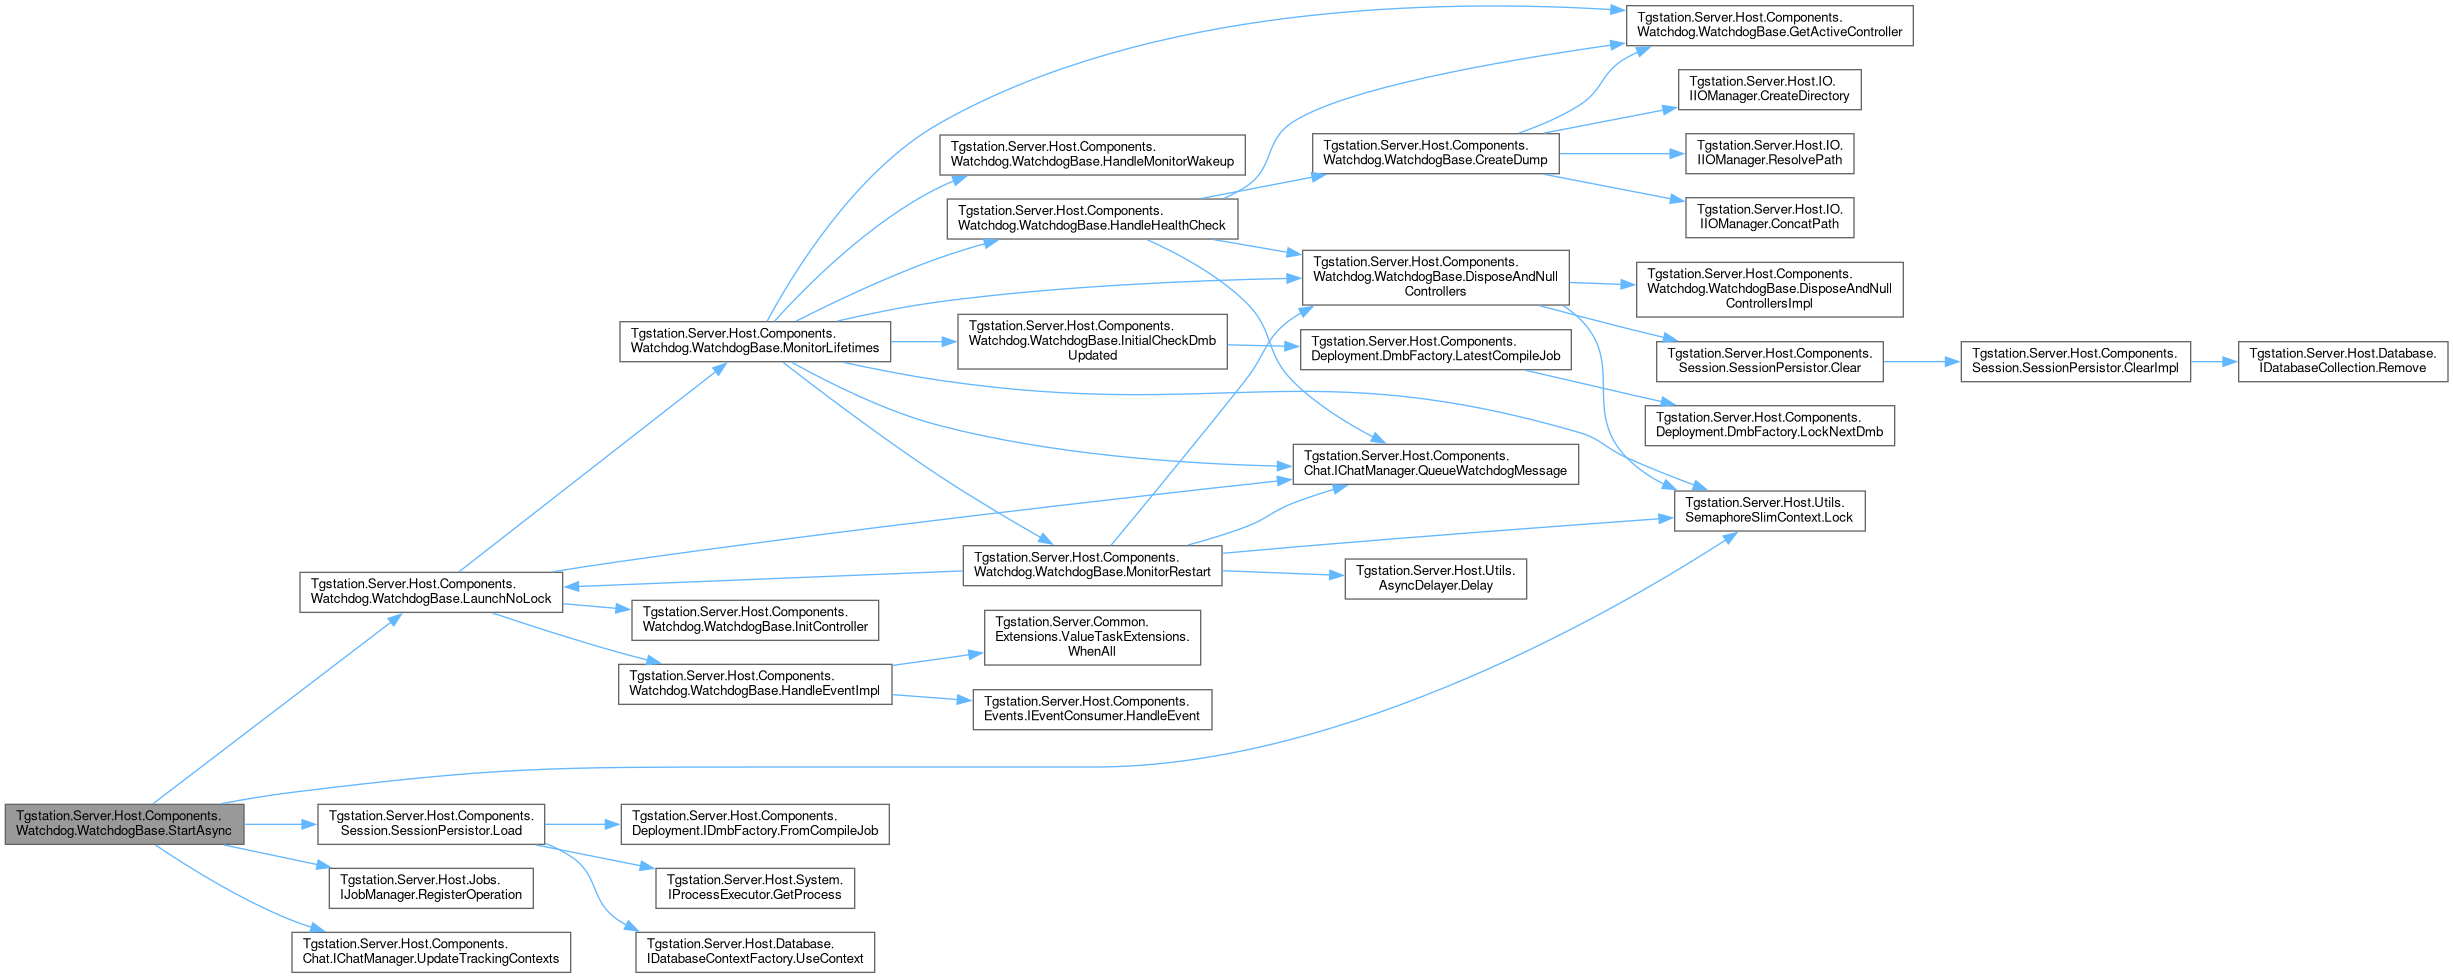 Tgstation.Server.Host.Components.
Watchdog.WatchdogBase.StartAsync
Tgstation.Server.Host.Components.
Watchdog.WatchdogBase.LaunchNoLock
Tgstation.Server.Host.Components.
Session.SessionPersistor.Load
Tgstation.Server.Host.Jobs.
IJobManager.RegisterOperation
Tgstation.Server.Host.Components.
Chat.IChatManager.UpdateTrackingContexts
Tgstation.Server.Host.Components.
Watchdog.WatchdogBase.MonitorLifetimes
Tgstation.Server.Host.Components.
Watchdog.WatchdogBase.InitController
Tgstation.Server.Host.Components.
Watchdog.WatchdogBase.HandleEventImpl
Tgstation.Server.Host.Components.
Deployment.IDmbFactory.FromCompileJob
Tgstation.Server.Host.System.
IProcessExecutor.GetProcess
Tgstation.Server.Host.Database.
IDatabaseContextFactory.UseContext
Tgstation.Server.Host.Components.
Watchdog.WatchdogBase.HandleMonitorWakeup
Tgstation.Server.Host.Components.
Watchdog.WatchdogBase.HandleHealthCheck
Tgstation.Server.Host.Components.
Watchdog.WatchdogBase.InitialCheckDmb
Updated
Tgstation.Server.Host.Components.
Watchdog.WatchdogBase.MonitorRestart
Tgstation.Server.Common.
Extensions.ValueTaskExtensions.
WhenAll
Tgstation.Server.Host.Components.
Events.IEventConsumer.HandleEvent
Tgstation.Server.Host.Components.
Watchdog.WatchdogBase.CreateDump
Tgstation.Server.Host.Components.
Watchdog.WatchdogBase.DisposeAndNull
Controllers
Tgstation.Server.Host.Components.
Deployment.DmbFactory.LatestCompileJob
Tgstation.Server.Host.Components.
Chat.IChatManager.QueueWatchdogMessage
Tgstation.Server.Host.Utils.
AsyncDelayer.Delay
Tgstation.Server.Host.Components.
Watchdog.WatchdogBase.GetActiveController
Tgstation.Server.Host.IO.
IIOManager.CreateDirectory
Tgstation.Server.Host.IO.
IIOManager.ResolvePath
Tgstation.Server.Host.IO.
IIOManager.ConcatPath
Tgstation.Server.Host.Components.
Watchdog.WatchdogBase.DisposeAndNull
ControllersImpl
Tgstation.Server.Host.Components.
Session.SessionPersistor.Clear
Tgstation.Server.Host.Components.
Deployment.DmbFactory.LockNextDmb
Tgstation.Server.Host.Utils.
SemaphoreSlimContext.Lock
Tgstation.Server.Host.Components.
Session.SessionPersistor.ClearImpl
Tgstation.Server.Host.Database.
IDatabaseCollection.Remove